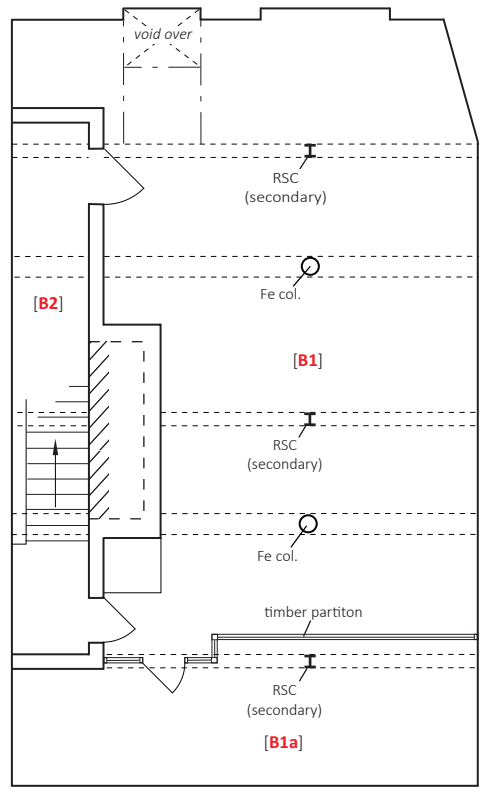 void over
RSC
(secondary)
Fe col.
[B2]
[B1]
RSC
(secondary)
Fe col.
timber partiton
RSC
(secondary)
[B1a]